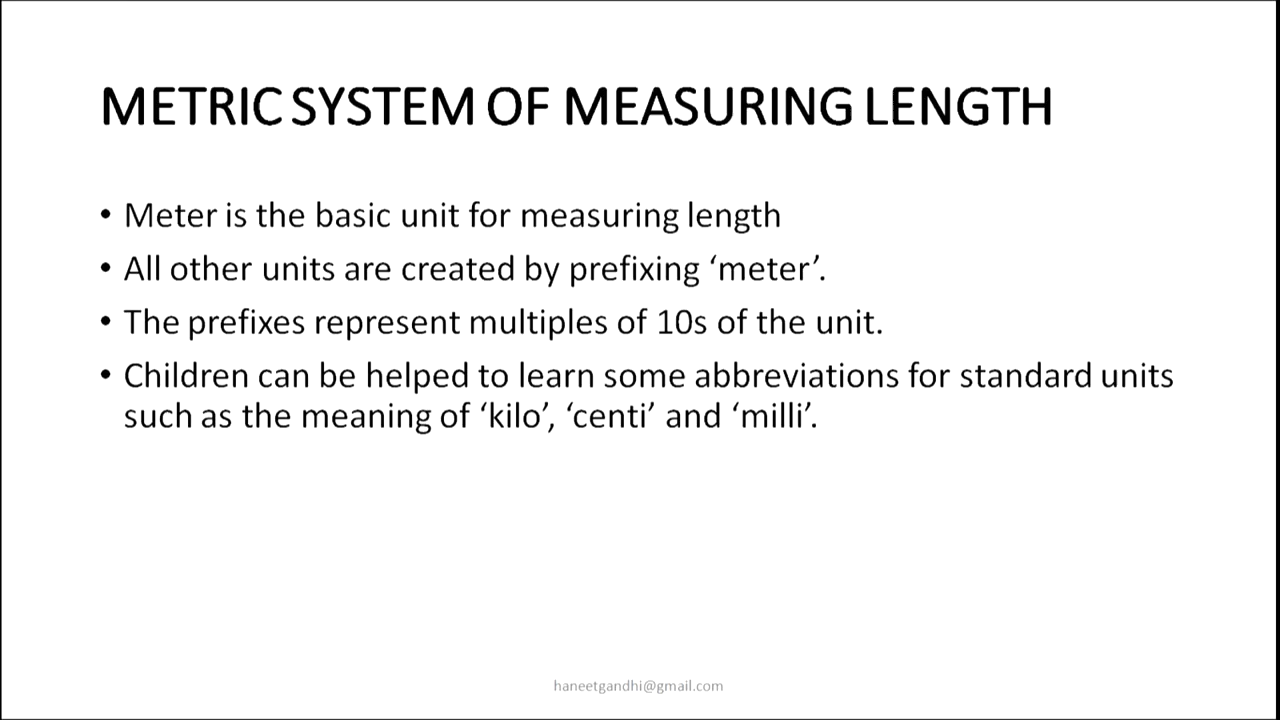 METRIC SYSTEM OF MEASURING LENGTH
• Meter is the basic unit for measuring length
• All other units are created by prefixing ‘meter’.
• The prefixes represent multiples of 10s of the unit.
• Children can be helped to learn some abbreviations for standard units
such as the meaning of ‘kilo’, ‘centi’ and ‘milli’.
haneetgandhi@gmail.com